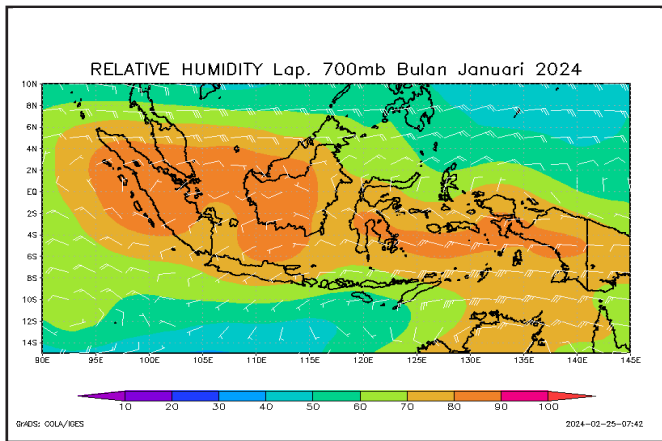 RELATIVE HUMIDITY Lap. 700mb Bulan Januari 2024
10N
8N
6N
4N
2N
EQ
2S
4S
6S
8S
10S
12S
14S
90E 95E 100E 105E 110E 115E 120E 125E 130E 135E 140E 145E
10 20 30 40 50 60 70 80 90 100
GrADS: COLA/IGES 2024-02-25-07:42